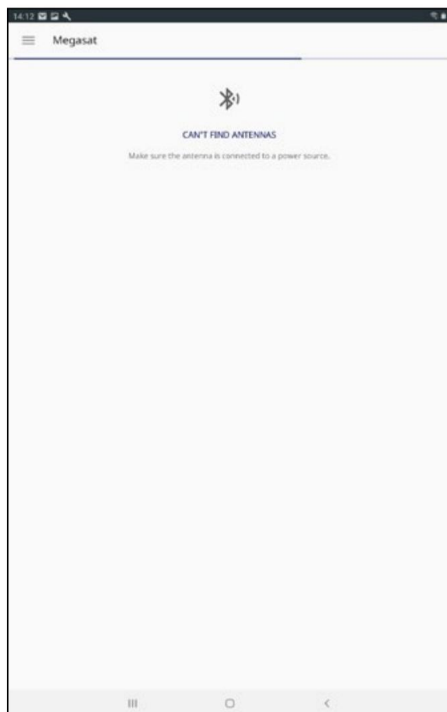 14:12
Megasat
CAN'T FIND ANTENNAS
Make sure the antenna is connected to a power source.